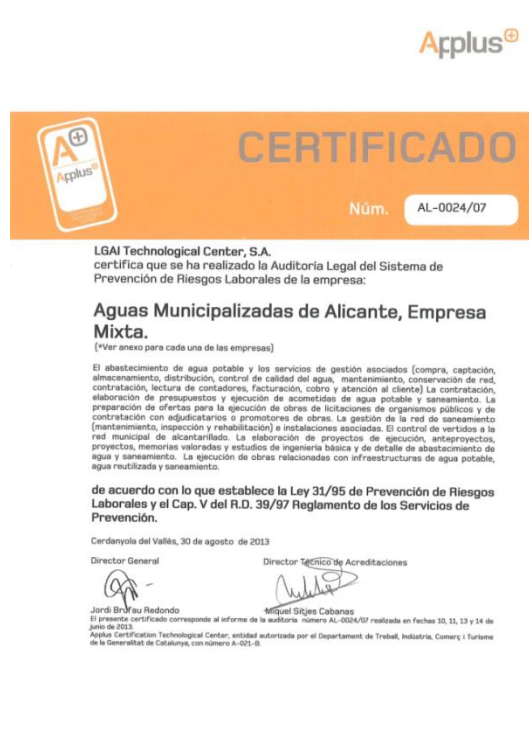 Applus+
A+
Applus+
CERTIFICADO
Núm. AL-0024/07
LGAI Technological Center, S.A.
certifica que se ha realizado la Auditoría Legal del Sistema de
Prevención de Riesgos Laborales de la empresa:
Aguas Municipalizadas de Alicante, Empresa
Mixta.
(*Ver anexo para cada una de las empresas)
El abastecimiento de agua potable y los servicios de gestión asociados (compra, captación,
almacenamiento, distribución, control de calidad del agua, mantenimiento, conservación de red,
contratación, lectura de contadores, facturación, cobro y atención al cliente) La contratación,
elaboración de presupuestos y ejecución de acometidas de agua potable y saneamiento. La
preparación de ofertas para la ejecución de obras de licitaciones de organismos públicos y de
contratación con adjudicatarios o promotores de obras. La gestión de la red de saneamiento
(mantenimiento, inspección y rehabilitación) e instalaciones asociadas. El control de vertidos a la
red municipal de alcantarillado. La elaboración de proyectos de ejecución, anteproyectos,
proyectos, memorias valoradas y estudios de ingeniería básica y de detalle de abastecimiento de
agua y saneamiento. La ejecución de obras relacionadas con infraestructuras de agua potable,
agua reutilizada y saneamiento.
de acuerdo con lo que establece la Ley 31/95 de Prevención de Riesgos
Laborales y el Cap. V del R.D. 39/97 Reglamento de los Servicios de
Prevención.
Cerdanyola del Vallès, 30 de agosto de 2013
Director General Director Técnico de Acreditaciones
Jordi Brufau Redondo Miquel Sitjes Cabanas
El presente certificado corresponde al informe de la auditoría número AL-0024/07 realizada en fechas 10, 11, 13 y 14 de
junio de 2013.
Applus Certification Technological Center, entidad autorizada por el Departament de Treball, Indústria, Comerç i Turisme
de la Generalitat de Catalunya, con número A-021-B.